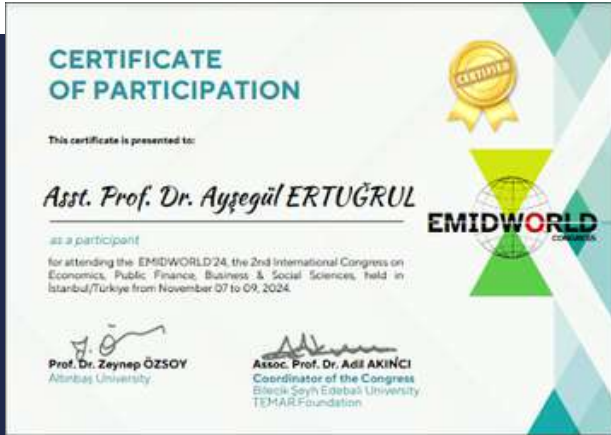 CERTIFICATE
OF PARTICIPATION
CERTIFIED
This certificate is presented to:
Asst. Prof. Dr. Ayşegül ERTUĞRUL
EMIDWORLD
CONGRESS
as a participant
for attending the EMIDWORLD'24, the 2nd International Congress on
Economics, Public Finance, Business & Social Sciences, held in
İstanbul/Türkiye from November 07 to 09, 2024.
Prof. Dr. Zeynep ÖZSOY
Altınbaş University
Assoc. Prof. Dr. Adil AKINCI
Coordinator of the Congress
Bilecik Şeyh Edebali University
TEMAR Foundation